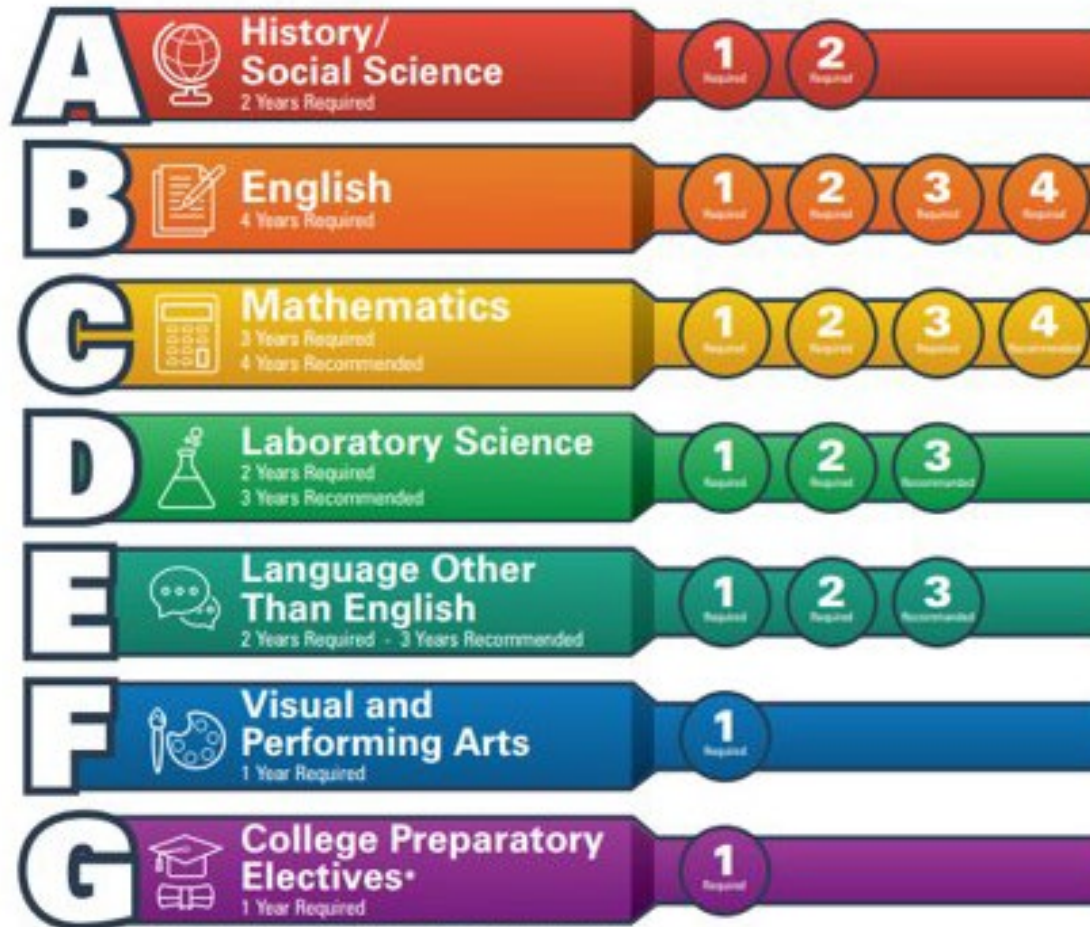 A
History/
Social Science
2 Years Required
1 2
Required Required
B
English
4 Years Required
1 2 3 4
Required Required Required Required
C
Mathematics
3 Years Required
4 Years Recommended
1 2 3 4
Required Required Required Recommended
D
Laboratory Science
2 Years Required
3 Years Recommended
1 2 3
Required Required Recommended
E
Language Other
Than English
2 Years Required - 3 Years Recommended
1 2 3
Required Required Recommended
F
Visual and
Performing Arts
1 Year Required
1
Required
G
College Preparatory
Electives*
1 Year Required
1
Required